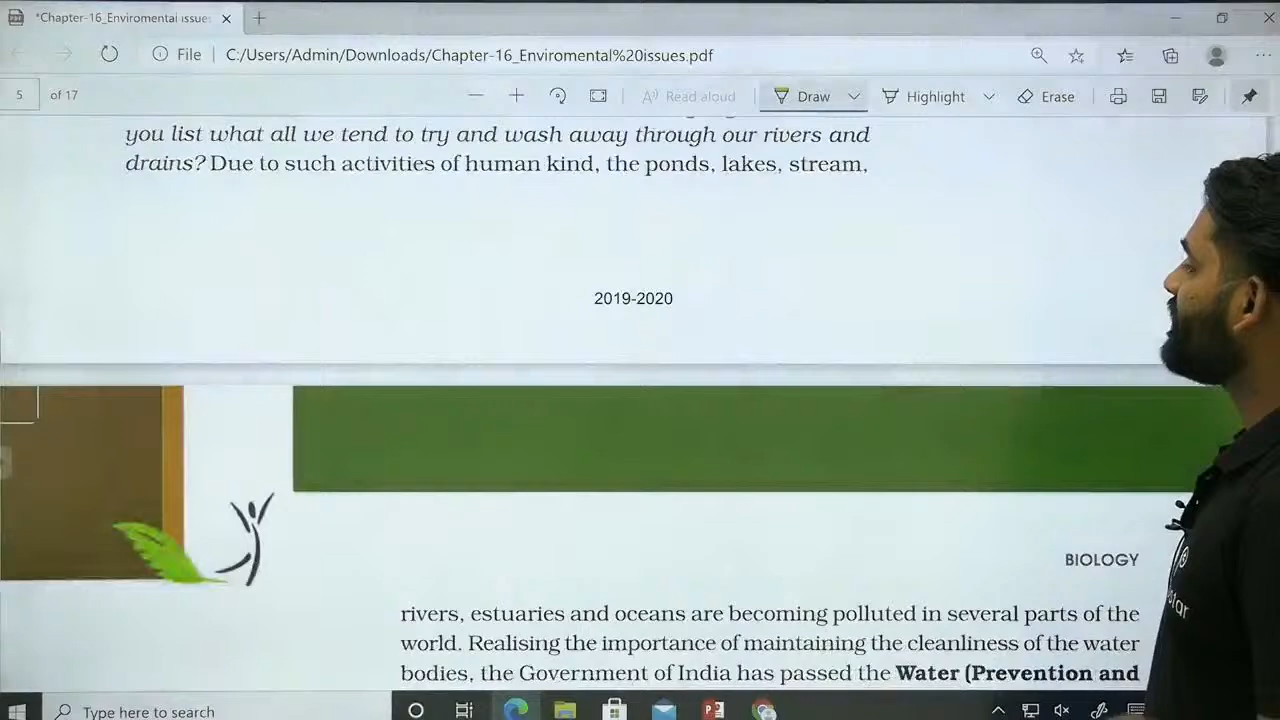 *Chapter-16_Enviromental issue
File
C:/Users/Admin/Downloads/Chapter-16_Enviromental%20issues.pdf
5 of 17
Read aloud
Draw
Highlight
Erase
you list what all we tend to try and wash away through our rivers and
drains? Due to such activities of human kind, the ponds, lakes, stream,
2019-2020
BIOLOGY
rivers, estuaries and oceans are becoming polluted in several parts of the
world. Realising the importance of maintaining the cleanliness of the water
bodies, the Government of India has passed the Water (Prevention and
Type here to search